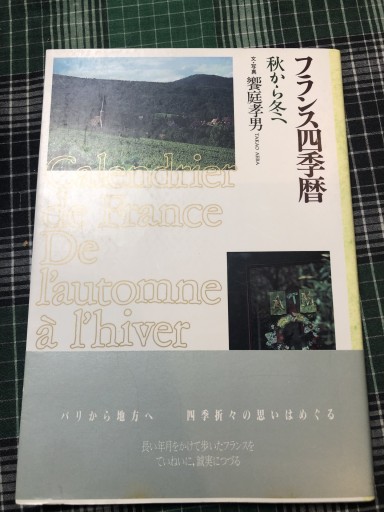 フランス四季暦
秋から冬へ
文・写真
饗庭孝男
TAKAO AEBA
Calendrier
de France
De
l'automne
à l'hiver
パリから地方へ 四季折々の思いはめぐる
長い年月をかけて歩いたフランスを
ていねいに、誠実につづる